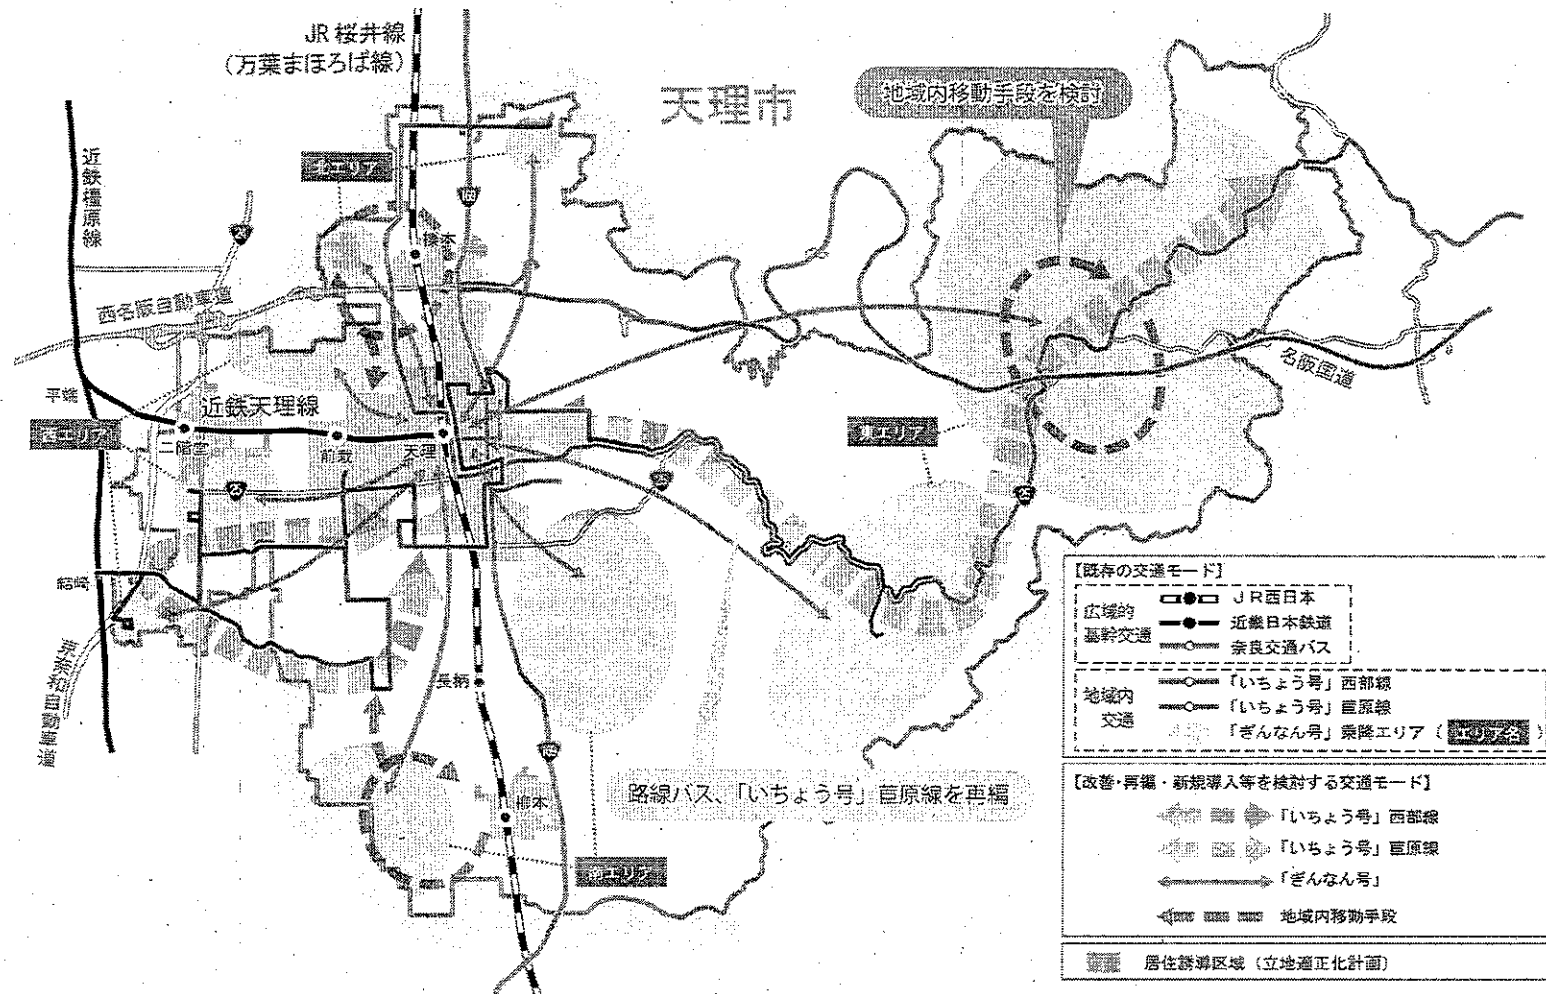 JR 桜井線
(万葉まほろば線)
天理市
地域内移動手段を検討
近鉄橿原線
北エリア
25
169
櫟本
西名阪自動車道
平端
近鉄天理線
西エリア
二階堂
前栽
天理
東エリア
名阪国道
25
25
25
結崎
京奈和自動車道
長柄
169
柳本
路線バス、「いちょう号」苣原線を再編
南エリア
【既存の交通モード】
広域的
基幹交通
JR西日本
近畿日本鉄道
奈良交通バス
地域内
交通
「いちょう号」西部線
「いちょう号」苣原線
「ぎんなん号」乗降エリア（エリア名）
【改善・再編・新規導入等を検討する交通モード】
「いちょう号」西部線
「いちょう号」苣原線
「ぎんなん号」
地域内移動手段
居住誘導区域（立地適正化計画）